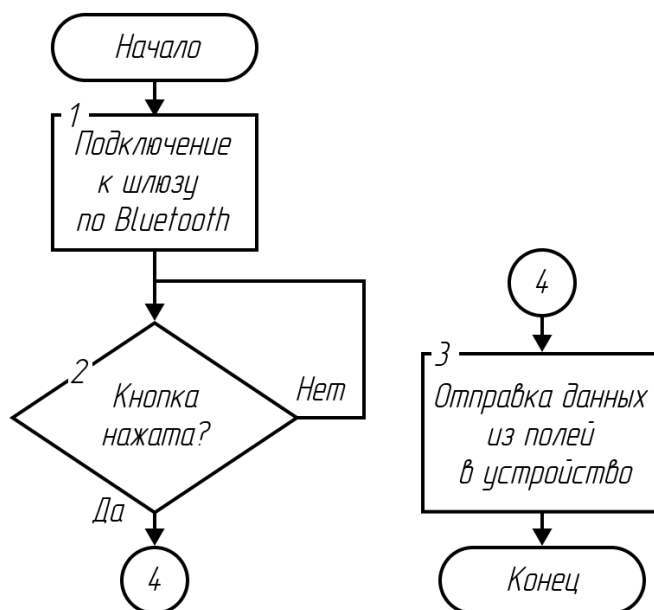 Начало
1
Подключение
к шлюзу
по Bluetooth
2
Кнопка
нажата?
Нет
Да
4
4
3
Отправка данных
из полей
в устройство
Конец